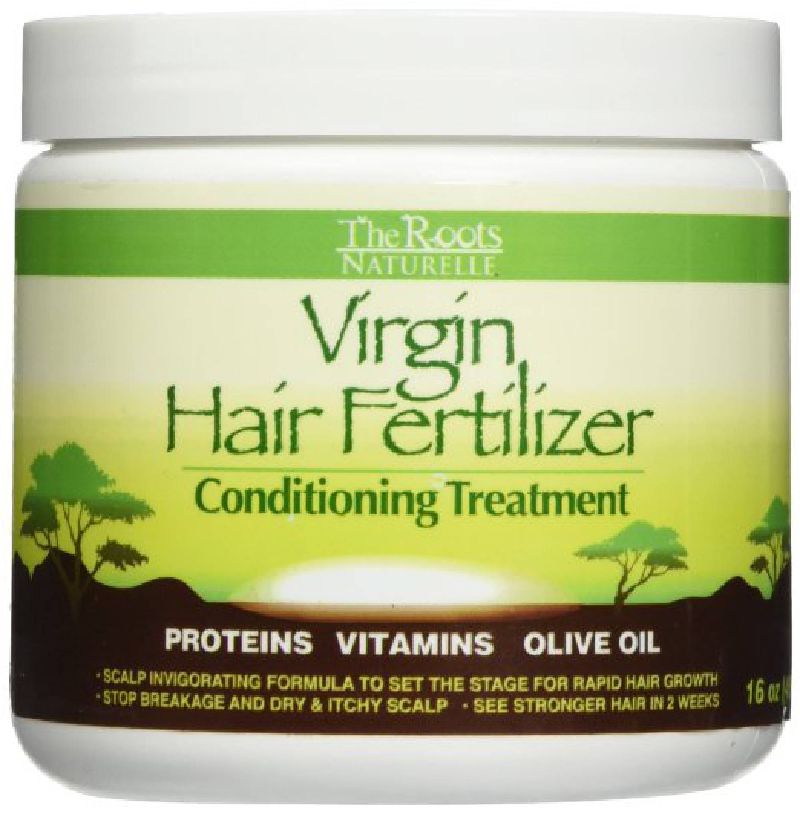 The Roots
NATURELLE
Virgin
Hair Fertilizer
Conditioning Treatment
PROTEINS VITAMINS OLIVE OIL
· SCALP INVIGORATING FORMULA TO SET THE STAGE FOR RAPID HAIR GROWTH
· STOP BREAKAGE AND DRY & ITCHY SCALP · SEE STRONGER HAIR IN 2 WEEKS
16 oz